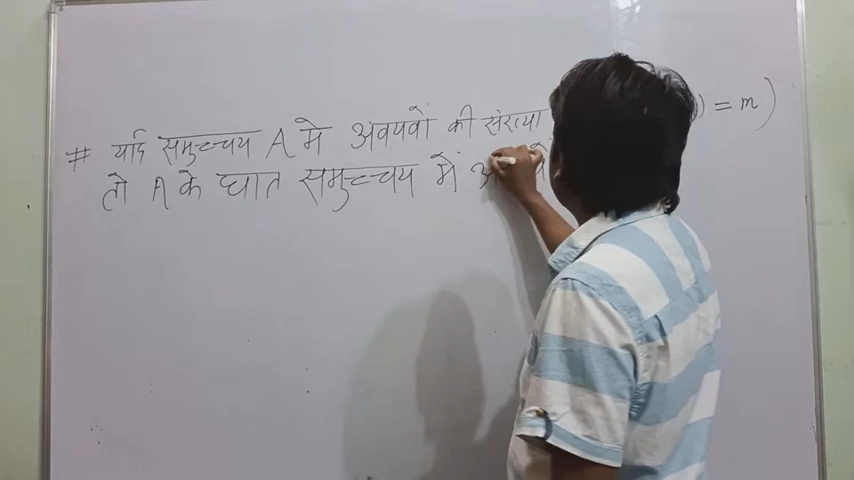 # यदि समुच्चय A मे अवयवों की संख्या ) = m )
तो A के घात समुच्चय में